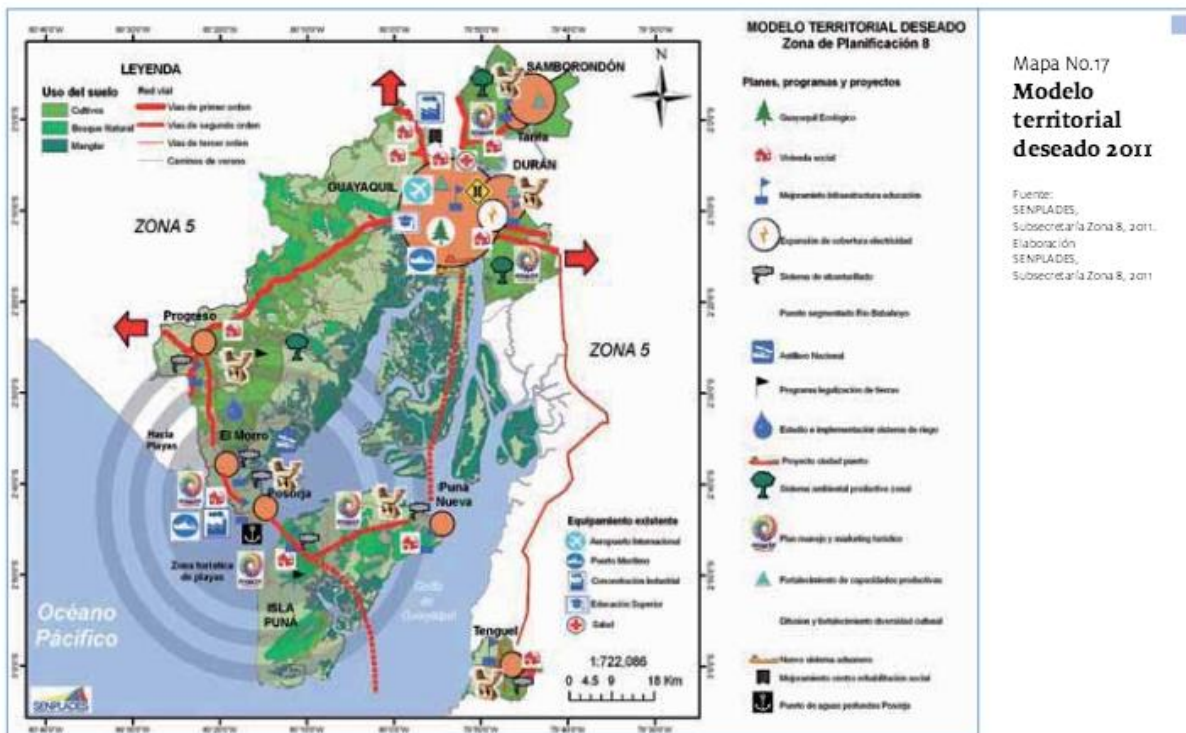 MODELO TERRITORIAL DESEADO
Zona de Planificación 8
Planes, programas y proyectos
Guayaquil Ecológico
Vivienda social
Mejoramiento infraestructura educación
Expansión de cobertura electricidad
Sistema de alcantarillado
Puente segmentado Río Babahoyo
Astillero Nacional
Programa legalización de tierras
Estudio e implementación sistema de riego
Proyecto ciudad puerto
Sistema ambiental productivo zonal
Plan manejo y marketing turístico
Fortalecimiento de capacidades productivas
Difusión y fortalecimiento diversidad cultural
Nuevo sistema aduanero
Mejoramiento centro rehabilitación social
Puerto de aguas profundas Posorja
LEYENDA
Uso del suelo
Cultivos
Bosque Natural
Manglar
Red vial
Vias de primer orden
Vias de segundo orden
Vias de tercer orden
Caminos de verano
N
SAMBORONDÓN
Tarifa
DURÁN
GUAYAQUIL
ZONA 5
ZONA 5
Progreso
Hacia
Playas
El Morro
Posorja
Puna
Nueva
Zona turística
de playas
ISLA
PUNÁ
Golfo
de
Guayaquil
Océano
Pácífico
Tenguel
Equipamiento existente
Aeropuerto Internacional
Puerto Marítimo
Concentración Industrial
Educación Superior
Salud
1:722,086
0 4.5 9 18 Km
SENPLADES
Mapa No.17
Modelo
territorial
deseado 2011
Fuente:
SENPLADES,
Subsecretaría Zona 8, 2011.
Elaboración
SENPLADES,
Subsecretaría Zona 8, 2011